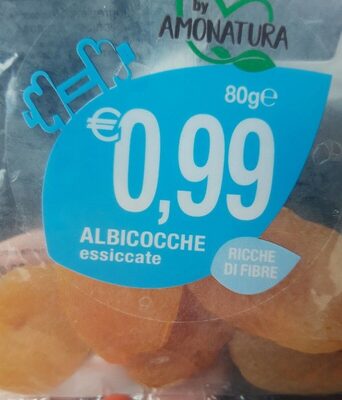 by
AMONATURA
80g℮
€0,99
ALBICOCCHE
essiccate
RICCHE
DI FIBRE